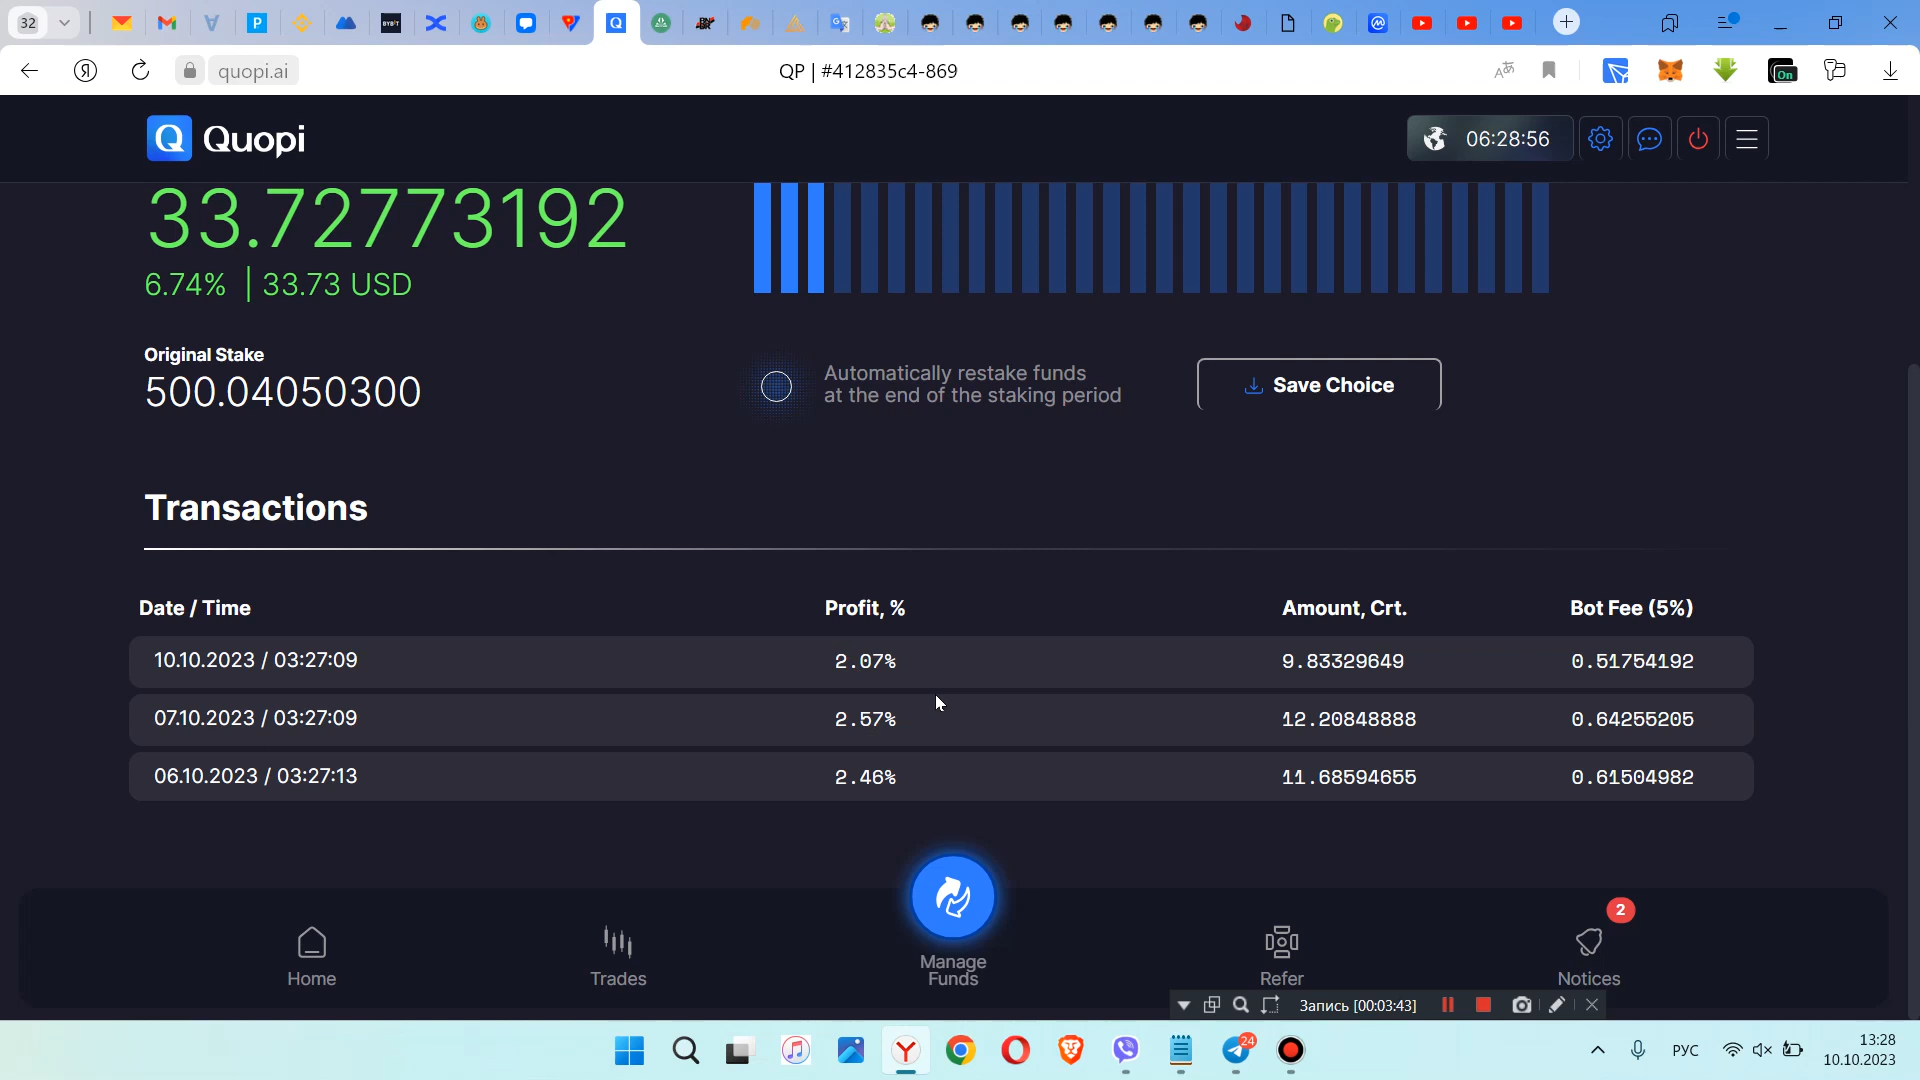 32
BYBIT
quopi.ai
QP | #412835c4-869
On
Quopi
06:28:56
33.72773192
6.74% | 33.73 USD
Original Stake
500.04050300
Automatically restake funds
at the end of the staking period
Save Choice
Transactions
Date / Time Profit, % Amount, Crt. Bot Fee (5%)
10.10.2023 / 03:27:09 2.07% 9.83329649 0.51754192
07.10.2023 / 03:27:09 2.57% 12.20848888 0.64255205
06.10.2023 / 03:27:13 2.46% 11.68594655 0.61504982
Home
Trades
Manage
Funds
Refer
2
Notices
Запись [00:03:43]
24
РУС
13:28
10.10.2023